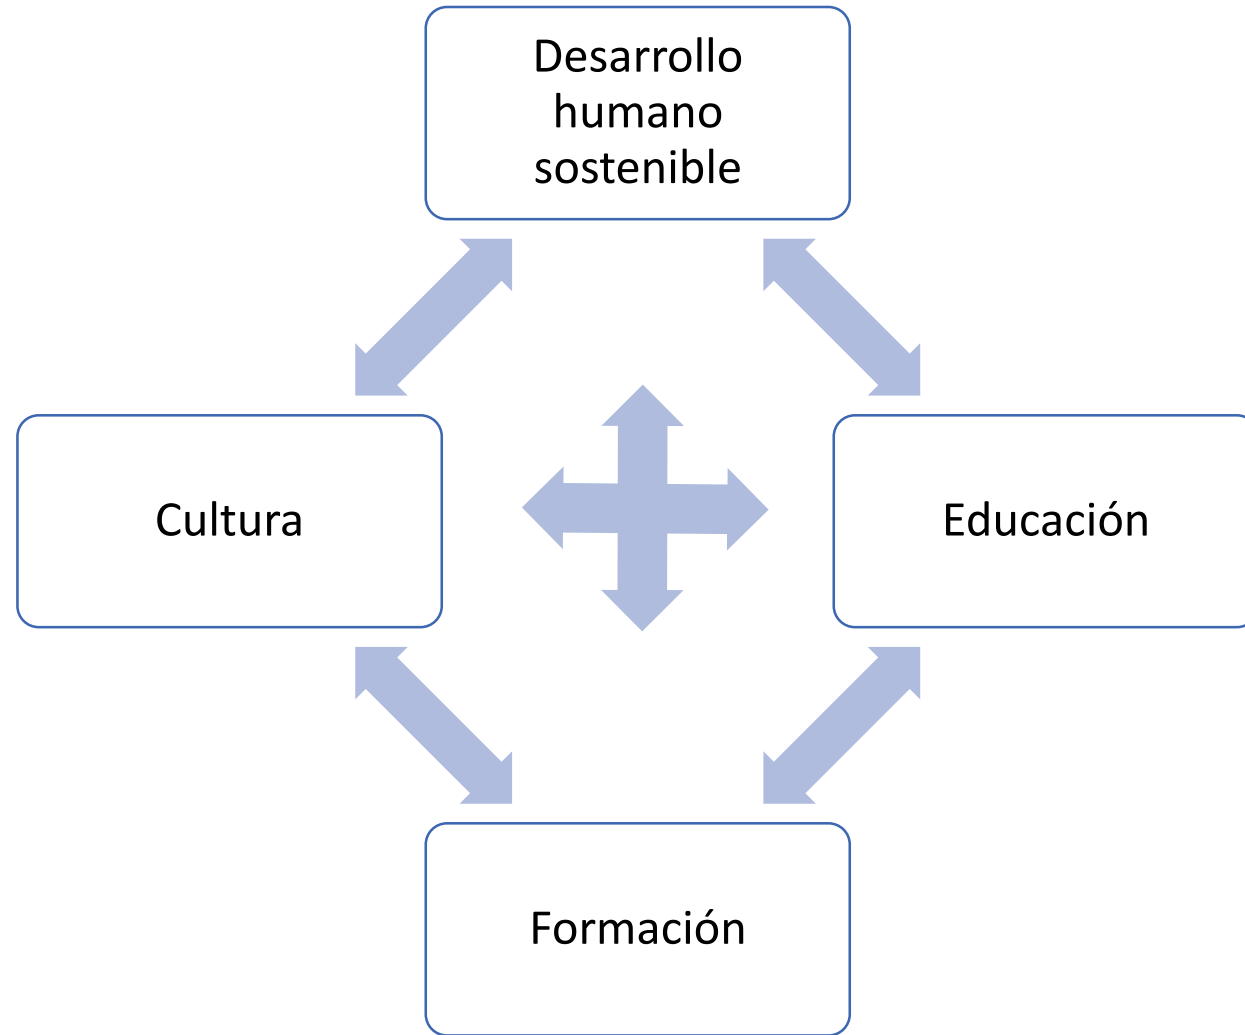 Desarrollo
humano
sostenible
Cultura
Educación
Formación